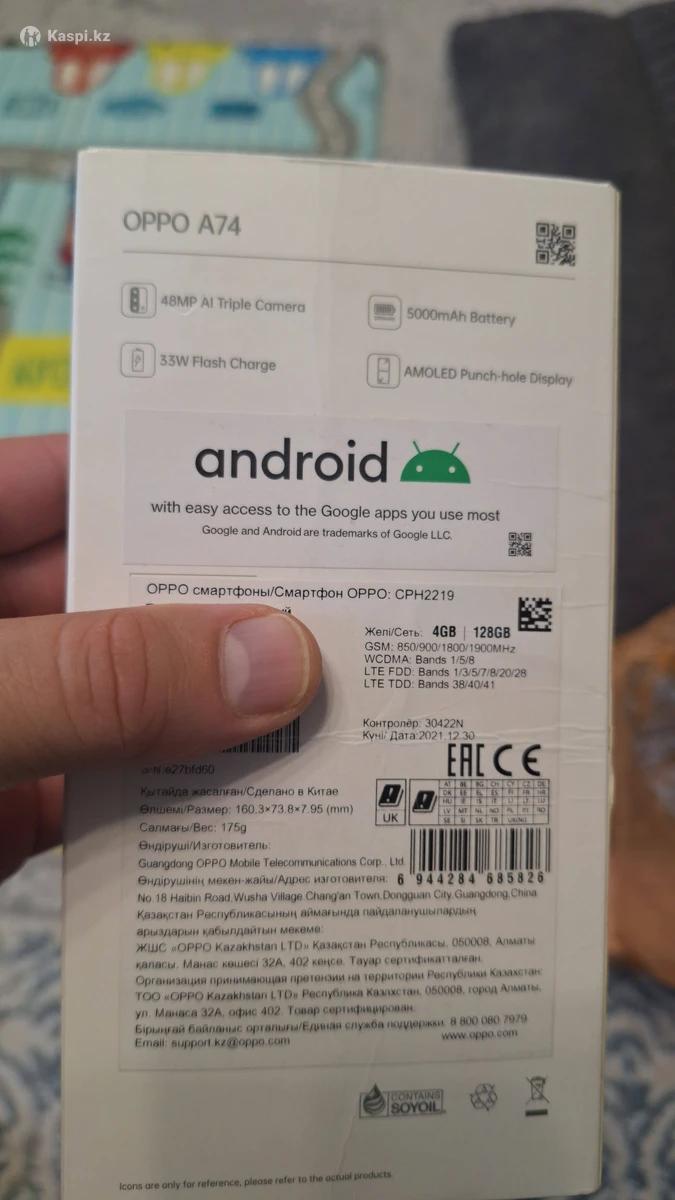 Kaspi.kz
OPPO A74
48MP AI Triple Camera
5000mAh Battery
33W Flash Charge
AMOLED Punch-hole Display
android
with easy access to the Google apps you use most
Google and Android are trademarks of Google LLC.
OPPO смартфоны/Смартфон OPPO: CPH2219
Желі/Сеть: 4GB | 128GB
GSM: 850/900/1800/1900MHz
WCDMA: Bands 1/5/8
LTE FDD: Bands 1/3/5/7/8/20/28
LTE TDD: Bands 38/40/41
Контролёр: 30422N
Күні/ Дата:2021.12.30
EAC CE
e27bfd60
Қытайда жасалған/Сделано в Китае
Өлшемі/Размер: 160.3×73.8×7.95 (mm)
Салмағы/Вес: 175g
UK
Өндіруші/Изготовитель:
Guangdong OPPO Mobile Telecommunications Corp., Ltd.
Өндірушінің мекен-жайы/Адрес изготовителя:
6 944284 685826
No.18 Haibin Road,Wusha Village,Chang'an Town,Dongguan City,Guangdong,China
Қазақстан Республикасының аймағында пайдаланушылардың
арыздарын қабылдайтын мекеме:
ЖШС «OPPO Kazakhstan LTD» Қазақстан Республикасы, 050008, Алматы
қаласы, Манас көшесі 32А, 402 кеңсе. Тауар сертификатталған.
Организация принимающая претензии на территории Республики Казахстан:
ТОО «OPPO Kazakhstan LTD» Республика Казахстан, 050008, город Алматы,
ул. Манаса 32А, офис 402. Товар сертифицирован.
Бірыңғай байланыс орталығы/Единая служба поддержки: 8 800 080 7979
Email: support.kz@oppo.com
www.oppo.com
CONTAINS
SOYOIL
Icons are only for reference, please refer to the actual products.